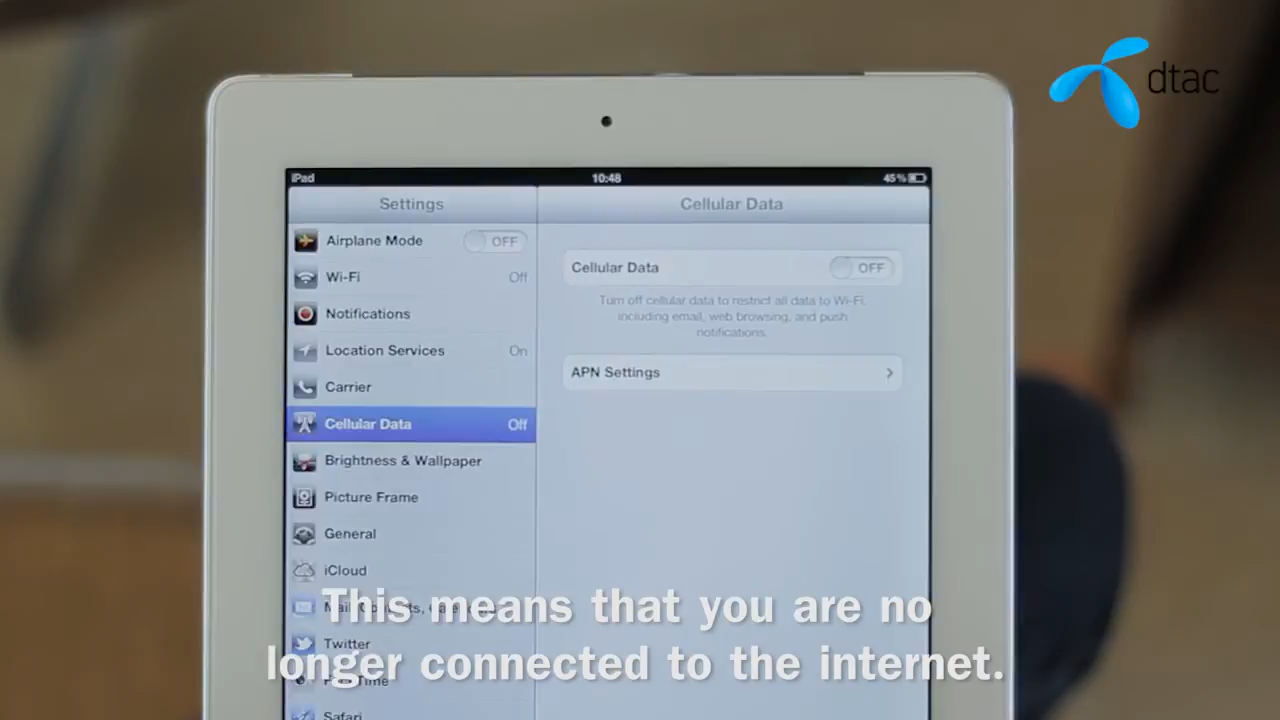 dtac
iPad 10:48 45%
Settings
Cellular Data
Airplane Mode OFF
Wi-Fi Off
Notifications
Location Services On
Carrier
Cellular Data Off
Brightness & Wallpaper
Picture Frame
General
iCloud
Twitter
Safari
Cellular Data OFF
Turn off cellular data to restrict all data to Wi-Fi,
including email, web browsing, and push
notifications.
APN Settings
This means that you are no
longer connected to the internet.